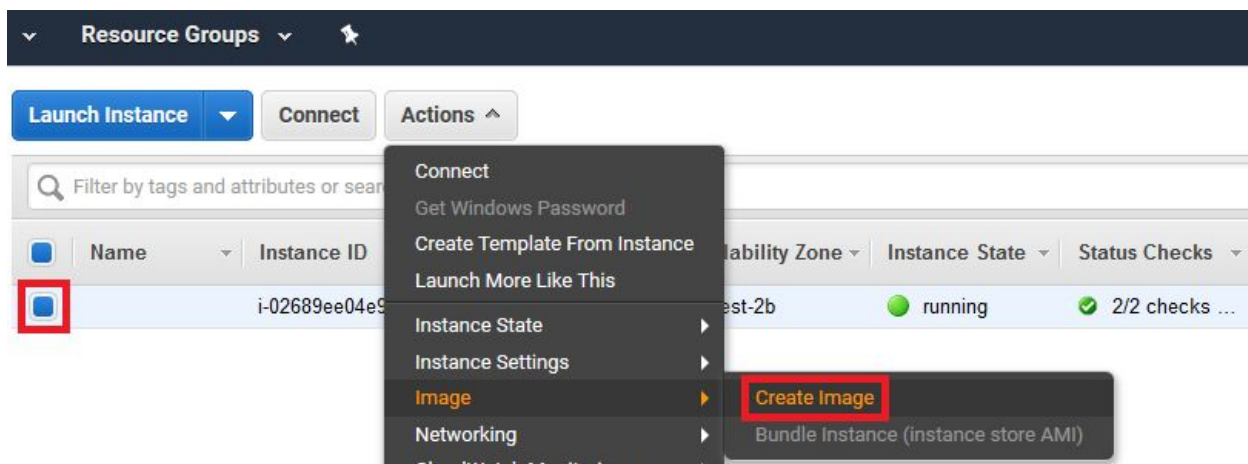 Resource Groups
Launch Instance Connect Actions
Filter by tags and attributes or sear
Connect
Get Windows Password
Create Template From Instance
Launch More Like This
Name Instance ID lability Zone Instance State Status Checks
i-02689ee04e9 est-2b running 2/2 checks ...
Instance State
Instance Settings
Image
Create Image
Networking
Bundle Instance (instance store AMI)